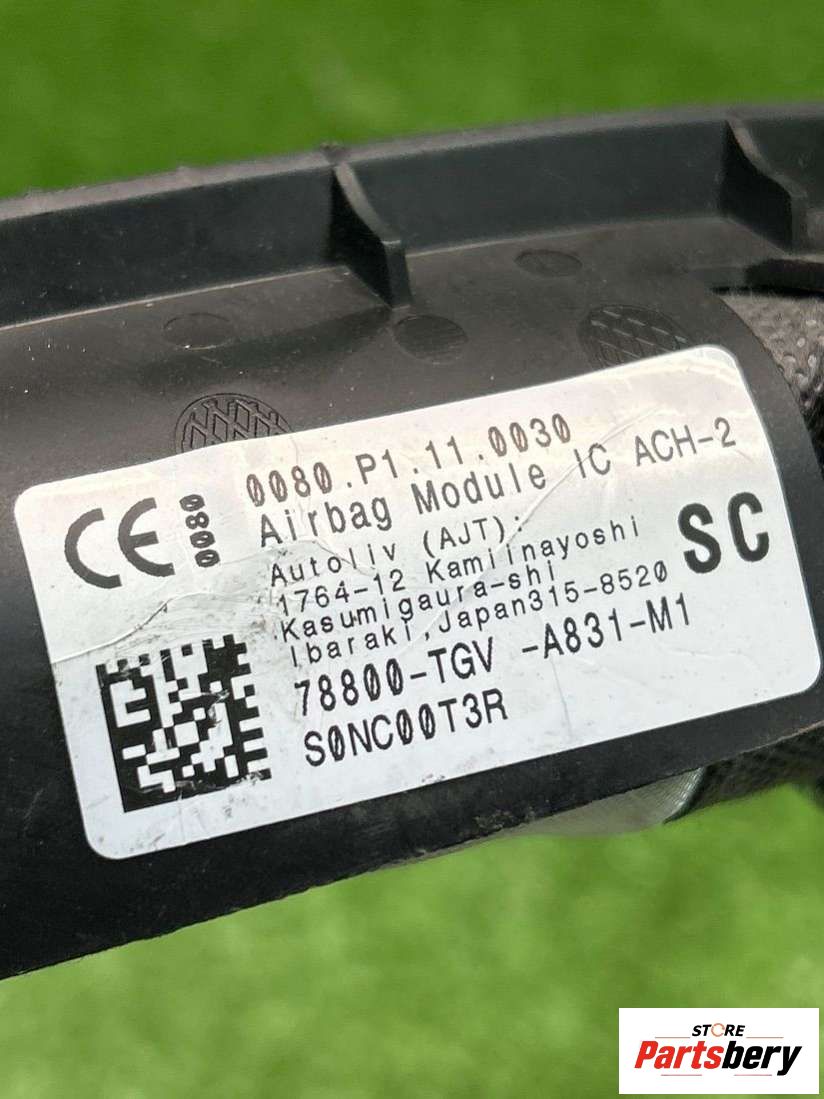 CE 0080
0080.P1.11.0030
Airbag Module IC ACH-2
Autoliv (AJT):
1764-12 Kamiinayoshi
Kasumigaura-shi
Ibaraki,Japan315-8520
SC
78800-TGV -A831-M1
S0NC00T3R
STORE
Partsbery